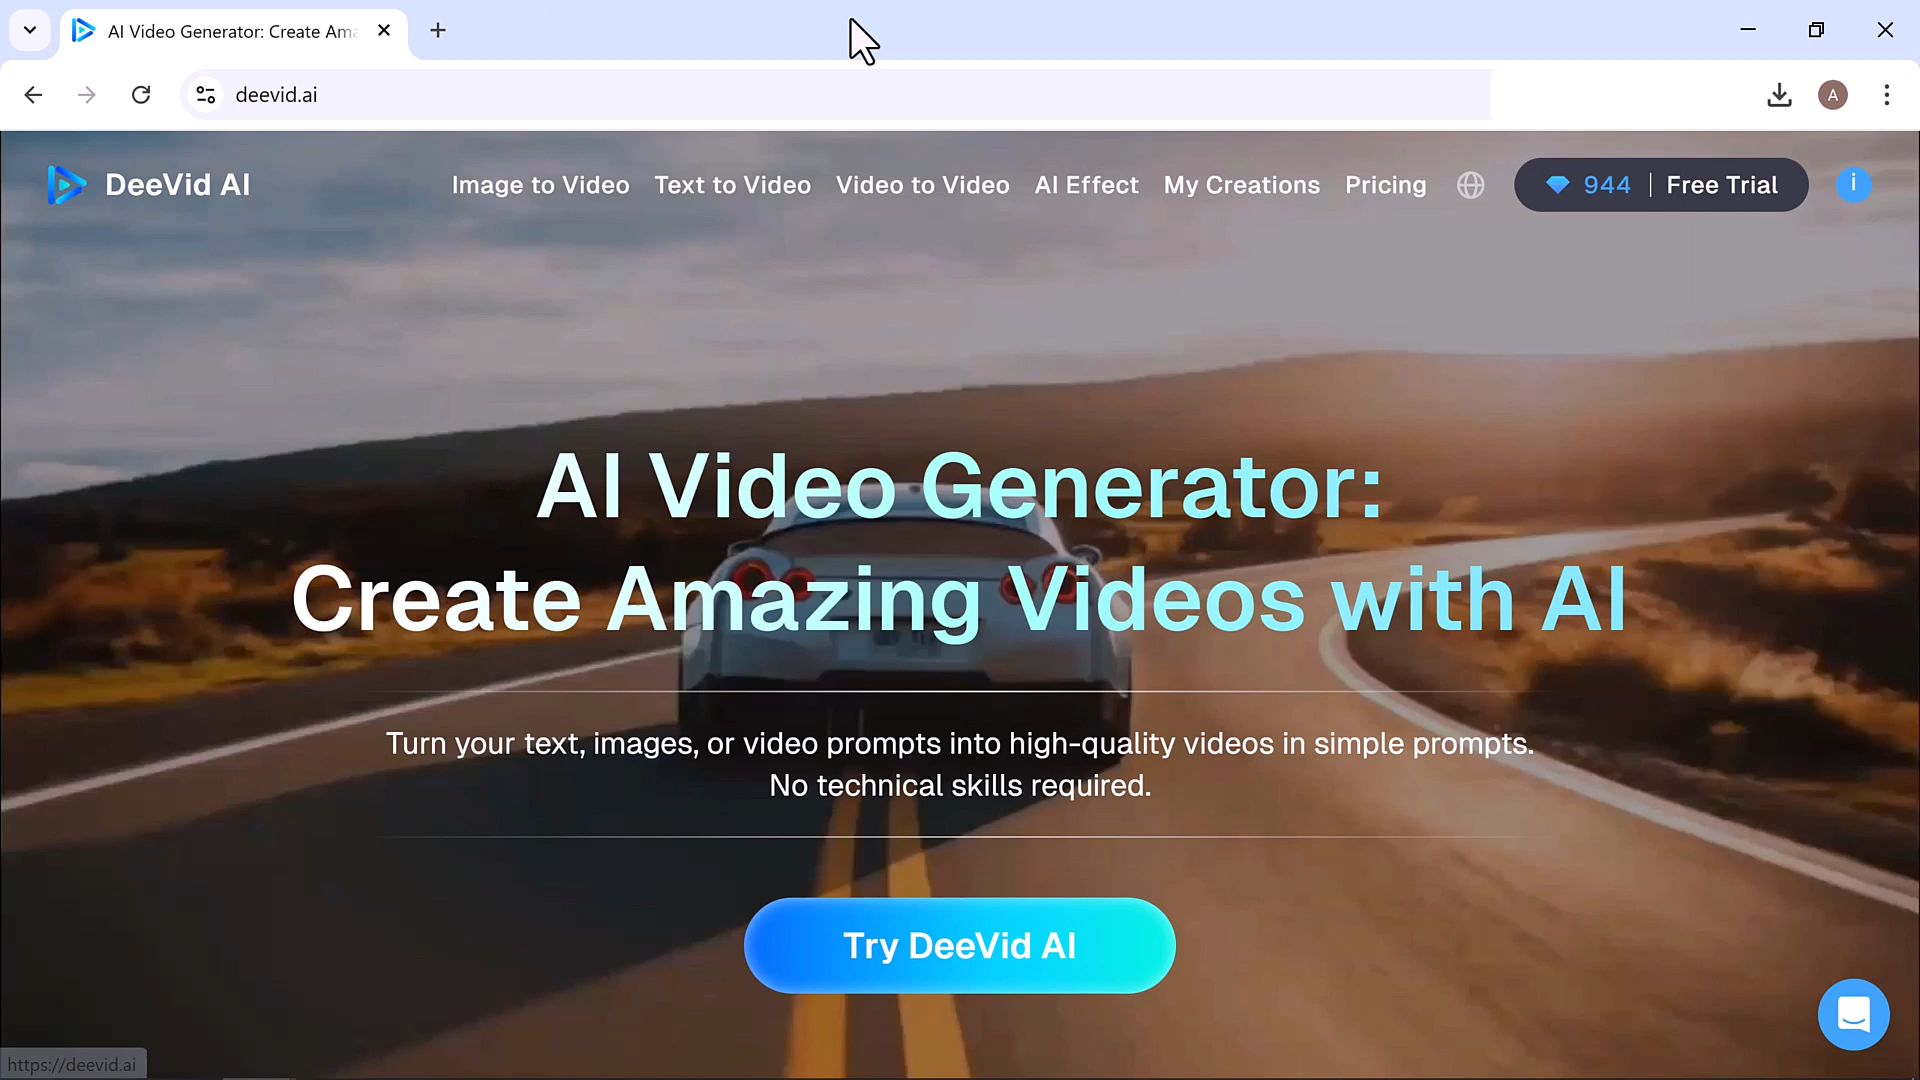 AI Video Generator: Create Ama
deevid.ai
A
DeeVid AI
Image to Video
Text to Video
Video to Video
AI Effect
My Creations
Pricing
944
Free Trial
i
AI Video Generator:
Create Amazing Videos with AI
Turn your text, images, or video prompts into high-quality videos in simple prompts.
No technical skills required.
Try DeeVid AI
https://deevid.ai